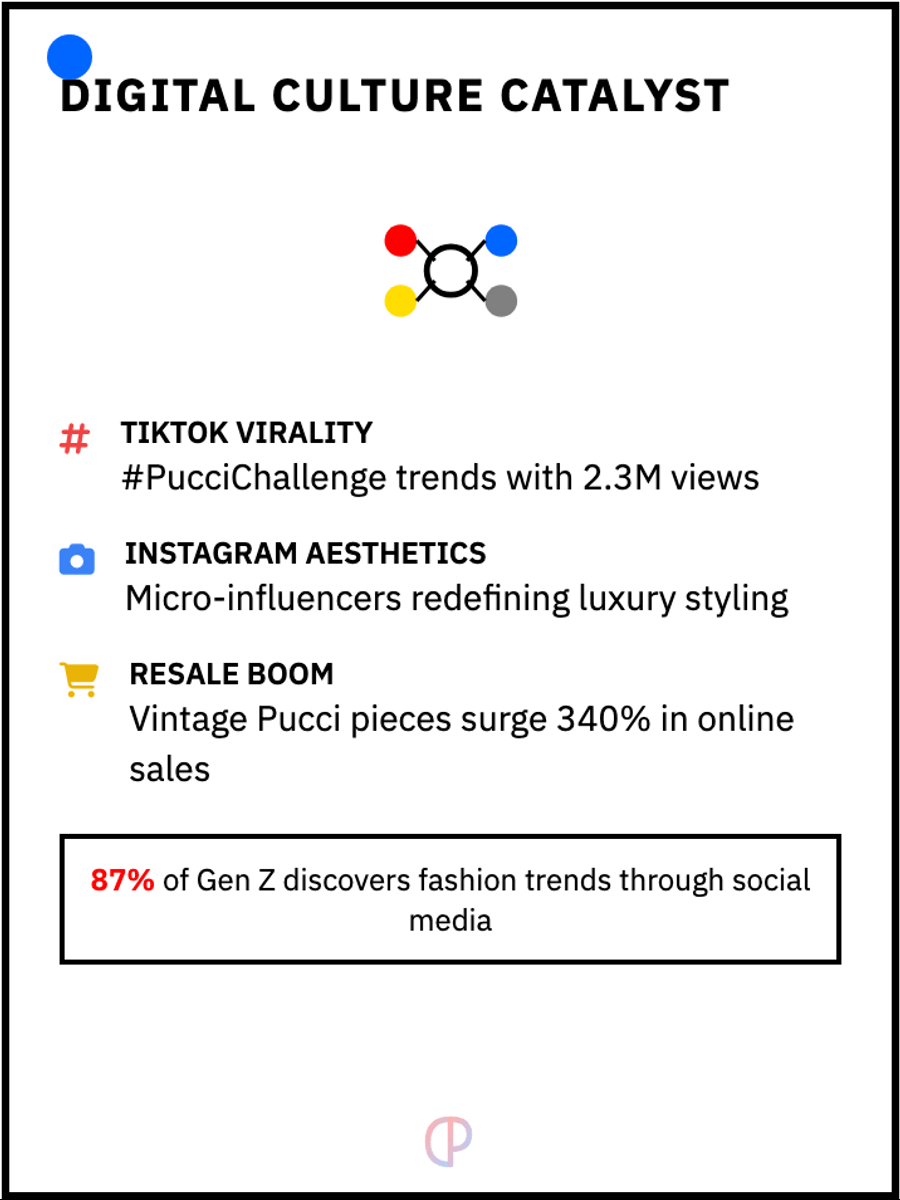 DIGITAL CULTURE CATALYST
TIKTOK VIRALITY
#PucciChallenge trends with 2.3M views
INSTAGRAM AESTHETICS
Micro-influencers redefining luxury styling
RESALE BOOM
Vintage Pucci pieces surge 340% in online
sales
87% of Gen Z discovers fashion trends through social
media